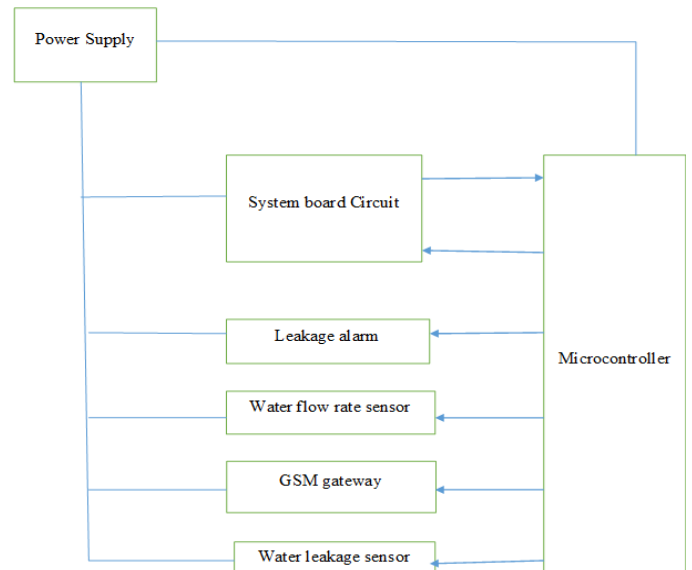 Power Supply
System board Circuit
Leakage alarm
Microcontroller
Water flow rate sensor
GSM gateway
Water leakage sensor